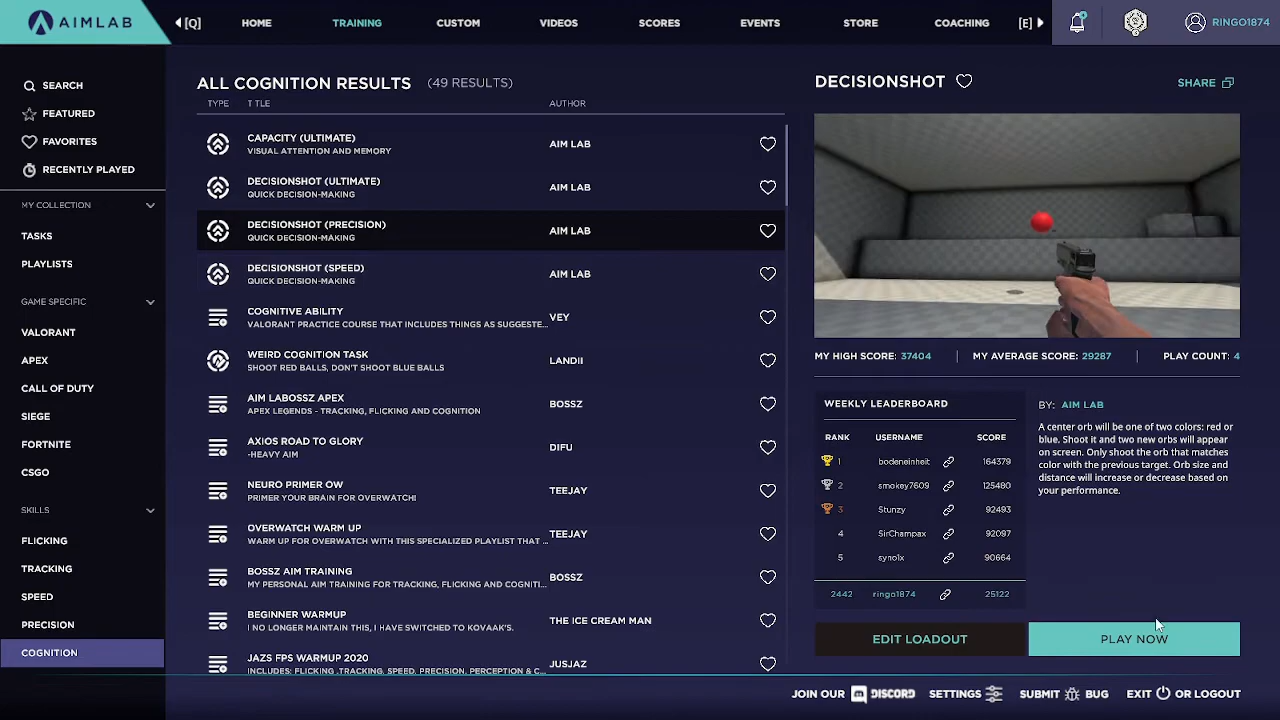 AIMLAB
[Q]
HOME
TRAINING
CUSTOM
VIDEOS
SCORES
EVENTS
STORE
COACHING
[E]
RINGO1874
SEARCH
FEATURED
FAVORITES
RECENTLY PLAYED
MY COLLECTION
TASKS
PLAYLISTS
GAME SPECIFIC
VALORANT
APEX
CALL OF DUTY
SIEGE
FORTNITE
CSGO
SKILLS
FLICKING
TRACKING
SPEED
PRECISION
COGNITION
ALL COGNITION RESULTS (49 RESULTS)
TYPE TITLE AUTHOR
CAPACITY (ULTIMATE)
VISUAL ATTENTION AND MEMORY
AIM LAB
DECISIONSHOT (ULTIMATE)
QUICK DECISION-MAKING
AIM LAB
DECISIONSHOT (PRECISION)
QUICK DECISION-MAKING
AIM LAB
DECISIONSHOT (SPEED)
QUICK DECISION-MAKING
AIM LAB
COGNITIVE ABILITY
VALORANT PRACTICE COURSE THAT INCLUDES THINGS AS SUGGESTE...
VEY
WEIRD COGNITION TASK
SHOOT RED BALLS, DON'T SHOOT BLUE BALLS
LANDII
AIM LABOSSZ APEX
APEX LEGENDS - TRACKING, FLICKING AND COGNITION
BOSSZ
AXIOS ROAD TO GLORY
-HEAVY AIM
DIFU
NEURO PRIMER OW
PRIMER YOUR BRAIN FOR OVERWATCH!
TEEJAY
OVERWATCH WARM UP
WARM UP FOR OVERWATCH WITH THIS SPECIALIZED PLAYLIST THAT ...
TEEJAY
BOSSZ AIM TRAINING
MY PERSONAL AIM TRAINING FOR TRACKING, FLICKING AND COGNITI...
BOSSZ
BEGINNER WARMUP
I NO LONGER MAINTAIN THIS, I HAVE SWITCHED TO KOVAAK'S.
THE ICE CREAM MAN
JAZS FPS WARMUP 2020
INCLUDES: FLICKING ,TRACKING, SPEED, PRECISION, PERCEPTION & C...
JUSJAZ
DECISIONSHOT
SHARE
MY HIGH SCORE: 37404
MY AVERAGE SCORE: 29287
PLAY COUNT: 4
WEEKLY LEADERBOARD
RANK USERNAME SCORE
1 bodeneinheit 164379
2 smokey7609 125480
3 Stunzy 92493
4 SirChampax 92097
5 syno1x 90664
2442 ringo1874 25122
BY: AIM LAB
A center orb will be one of two colors: red or
blue. Shoot it and two new orbs will appear
on screen. Only shoot the orb that matches
color with the previous target. Orb size and
distance will increase or decrease based on
your performance.
EDIT LOADOUT
PLAY NOW
JOIN OUR DISCORD
SETTINGS
SUBMIT BUG
EXIT OR LOGOUT